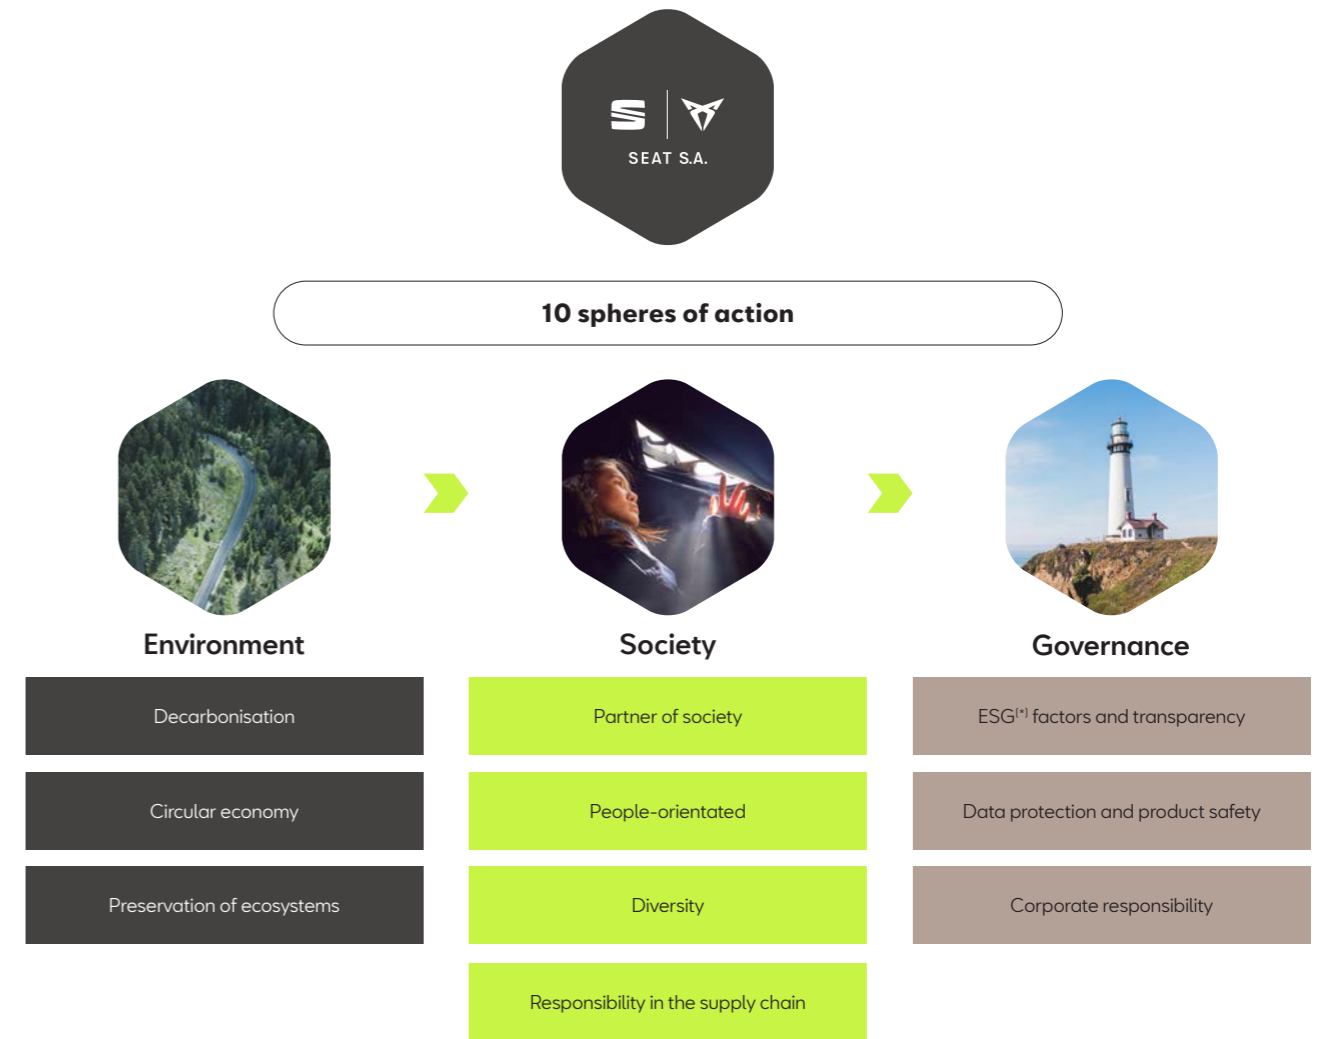 SEAT S.A.
10 spheres of action
Environment
Decarbonisation
Circular economy
Preservation of ecosystems
Society
Partner of society
People-orientated
Diversity
Responsibility in the supply chain
Governance
ESG(*) factors and transparency
Data protection and product safety
Corporate responsibility